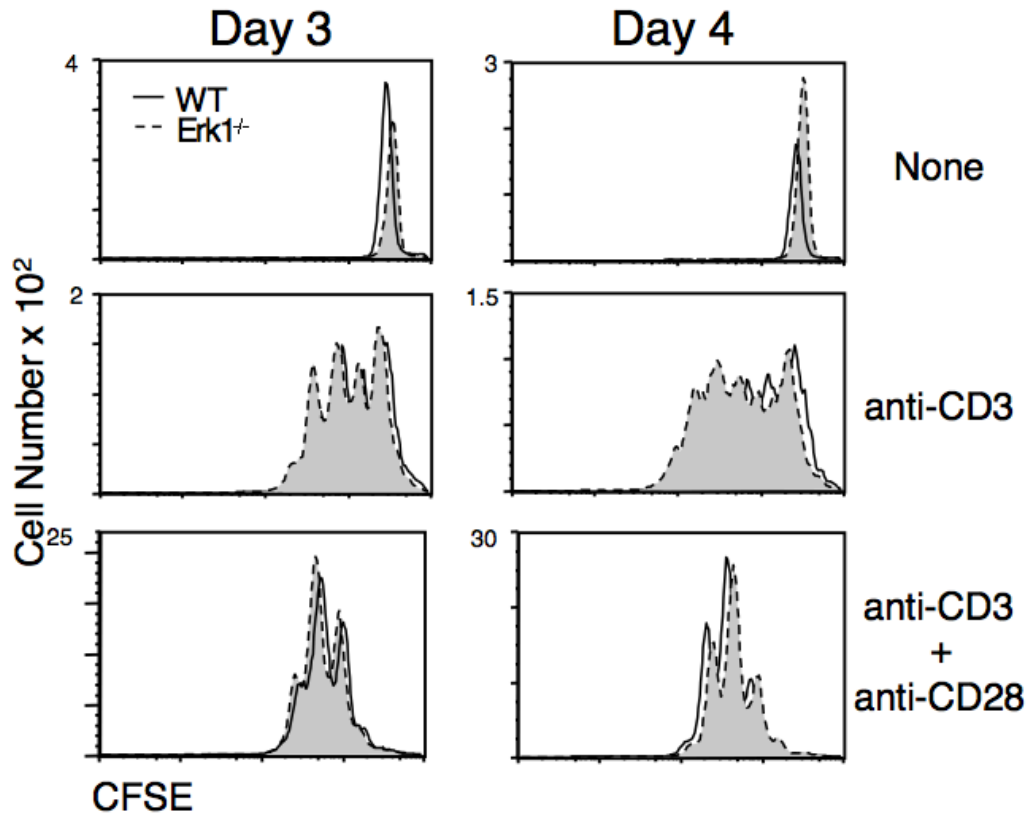 Day 3
Day 4
4
WT
Erk1-/-
3
None
2
1.5
anti-CD3
25
30
anti-CD3
+
anti-CD28
Cell Number x 10²
CFSE